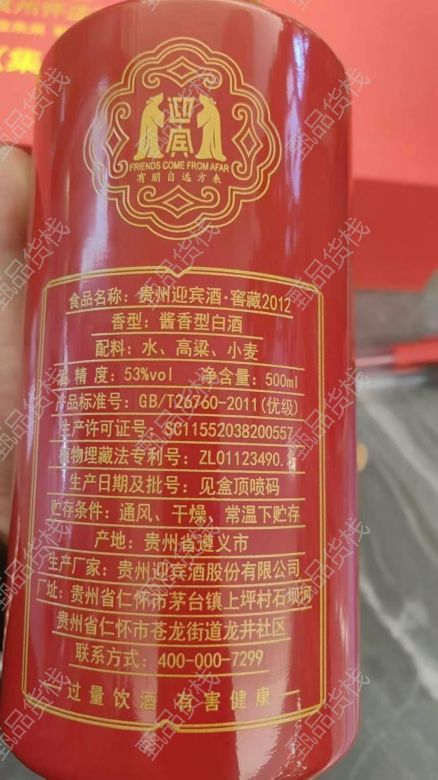 迎
宾
FRIENDS COME FROM AFAR
有朋自远方来
食品名称：贵州迎宾酒·窖藏2012
香型：酱香型白酒
配料：水、高粱、小麦
酒精度：53%vol 净含量：500ml
产品标准号：GB/T26760-2011(优级)
生产许可证号：SC11552038200557
植物埋藏法专利号：ZL01123490.
生产日期及批号：见盒顶喷码
贮存条件：通风、干燥、常温下贮存
产地：贵州省遵义市
生产厂家：贵州迎宾酒股份有限公司
厂址：贵州省仁怀市茅台镇上坪村石坝河
贵州省仁怀市苍龙街道龙井社区
联系方式：400-000-7299
过量饮酒 有害健康
甄品货栈